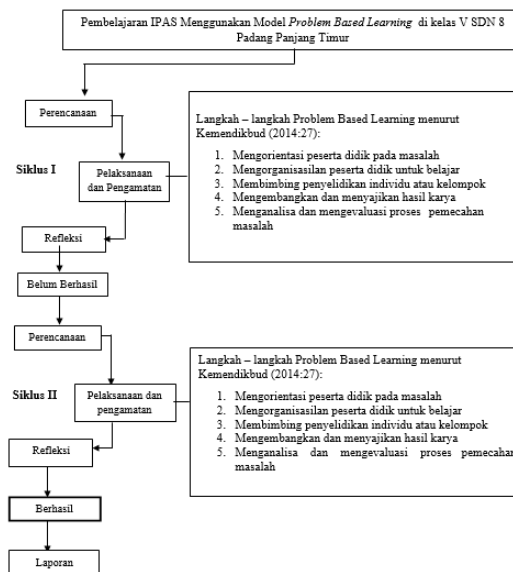 Pembelajaran IPAS Menggunakan Model Problem Based Learning di kelas V SDN 8
Padang Panjang Timur
Perencanaan
Siklus I
Pelaksanaan
dan Pengamatan
Langkah – langkah Problem Based Learning menurut
Kemendikbud (2014:27):
1. Mengorientasi peserta didik pada masalah
2. Mengorganisasilan peserta didik untuk belajar
3. Membimbing penyelidikan individu atau kelompok
4. Mengembangkan dan menyajikan hasil karya
5. Menganalisa dan mengevaluasi proses pemecahan
masalah
Refleksi
Belum Berhasil
Perencanaan
Siklus II
Pelaksanaan dan
pengamatan
Langkah – langkah Problem Based Learning menurut
Kemendikbud (2014:27):
1. Mengorientasi peserta didik pada masalah
2. Mengorganisasilan peserta didik untuk belajar
3. Membimbing penyelidikan individu atau kelompok
4. Mengembangkan dan menyajikan hasil karya
5. Menganalisa dan mengevaluasi proses pemecahan
masalah
Refleksi
Berhasil
Laporan